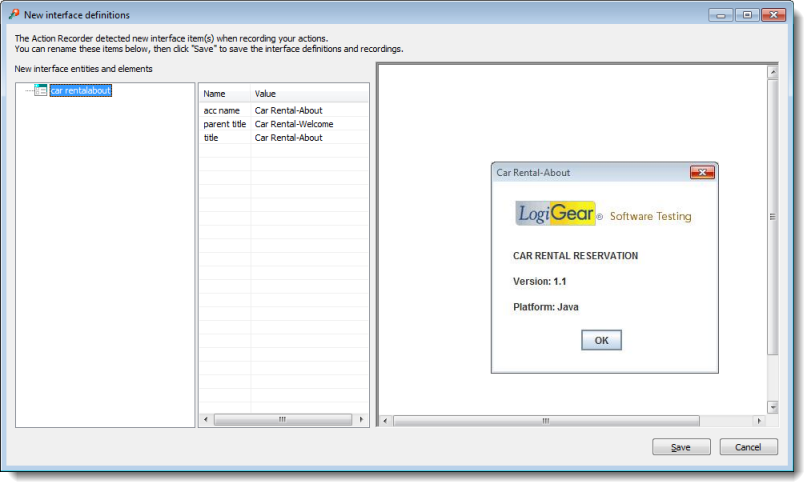 New interface definitions
The Action Recorder detected new interface item(s) when recording your actions.
You can rename these items below, then click "Save" to save the interface definitions and recordings.
New interface entities and elements
car rentalabout
Name Value
acc name Car Rental-About
parent title Car Rental-Welcome
title Car Rental-About
Car Rental-About
LogiGear® Software Testing
CAR RENTAL RESERVATION
Version: 1.1
Platform: Java
OK
Save Cancel